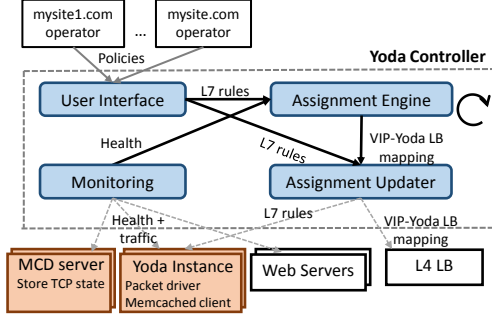 mysite1.com
operator
...
mysite.com
operator
Policies
Yoda Controller
User Interface
L7 rules
Assignment Engine
Health
L7 rules
VIP-Yoda LB
mapping
Monitoring
Assignment Updater
Health +
traffic
L7 rules
VIP-Yoda LB
mapping
MCD server
Store TCP state
Yoda Instance
Packet driver
Memcached client
Web Servers
L4 LB